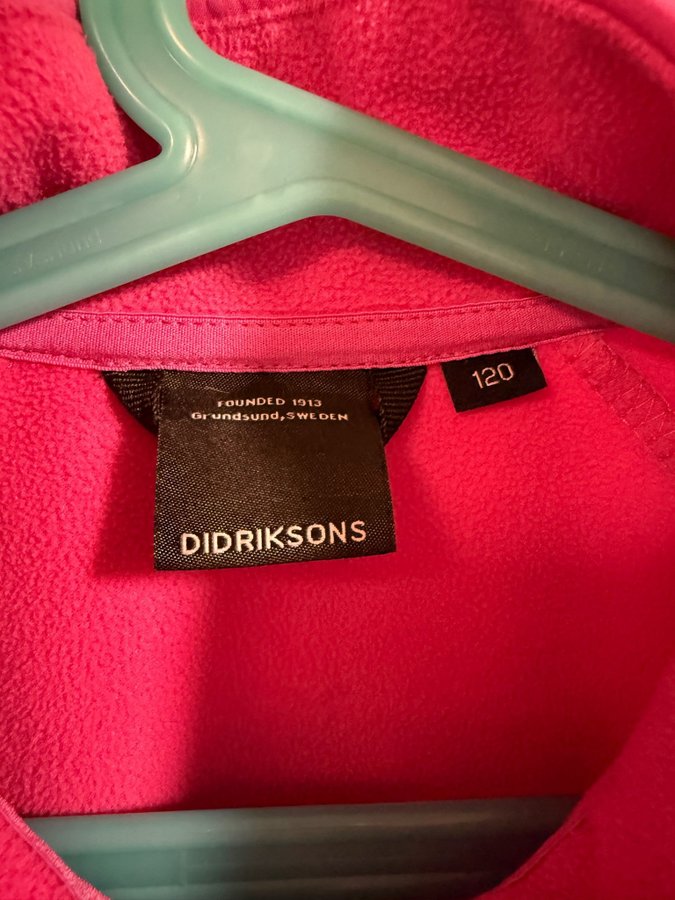 FOUNDED 1913
Grundsund, SWEDEN
DIDRIKSONS
120